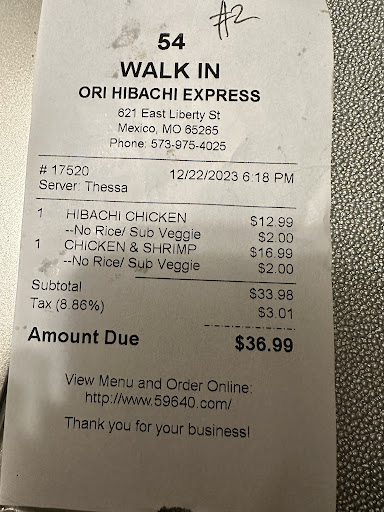 #2
54
WALK IN
ORI HIBACHI EXPRESS
621 East Liberty St
Mexico, MO 65265
Phone: 573-975-4025
# 17520 12/22/2023 6:18 PM
Server: Thessa
1 HIBACHI CHICKEN $12.99
--No Rice/ Sub Veggie $2.00
1 CHICKEN & SHRIMP $16.99
--No Rice/ Sub Veggie $2.00
Subtotal $33.98
Tax (8.86%) $3.01
Amount Due $36.99
View Menu and Order Online:
http://www.59640.com/
Thank you for your business!